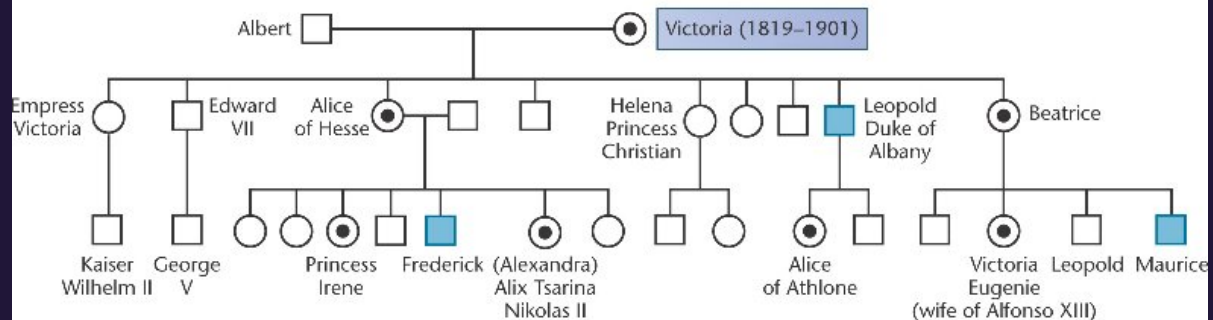 Albert
Victoria (1819–1901)
Empress
Victoria
Edward
VII
Alice
of Hesse
Helena
Princess
Christian
Leopold
Duke of
Albany
Beatrice
Kaiser
Wilhelm II
George
V
Princess
Irene
Frederick
(Alexandra)
Alix Tsarina
Nikolas II
Alice
of Athlone
Victoria
Eugenie
(wife of Alfonso XIII)
Leopold
Maurice